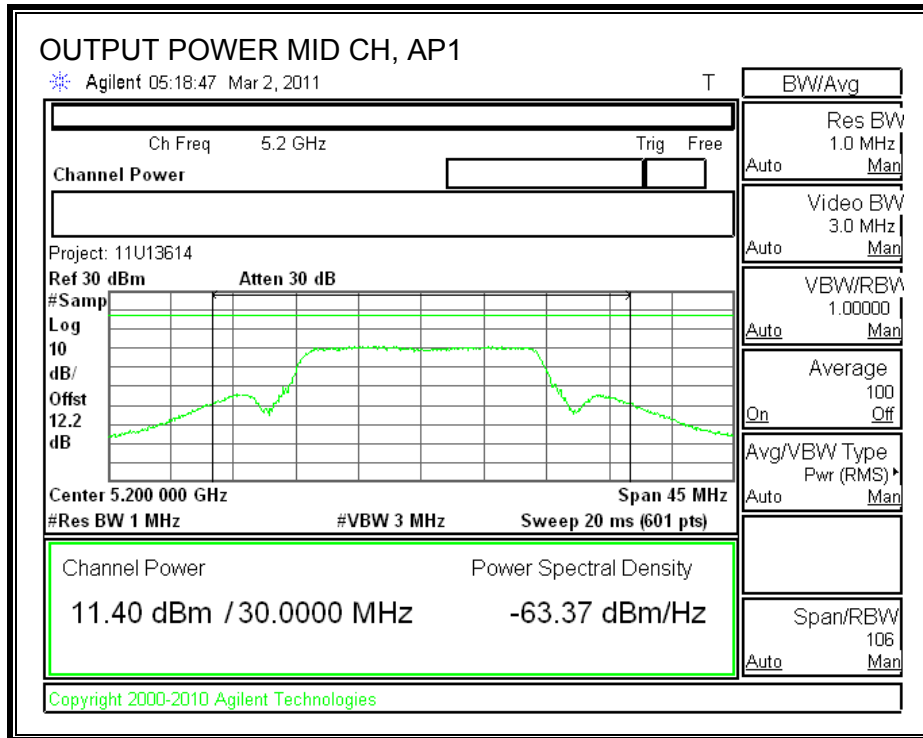 OUTPUT POWER MID CH, AP1
Agilent 05:18:47 Mar 2, 2011 T
Ch Freq 5.2 GHz Trig Free
Channel Power
Project: 11U13614
Ref 30 dBm Atten 30 dB
#Samp
Log
10
dB/
Offst
12.2
dB
Center 5.200 000 GHz Span 45 MHz
#Res BW 1 MHz #VBW 3 MHz Sweep 20 ms (601 pts)
Channel Power Power Spectral Density
11.40 dBm / 30.0000 MHz -63.37 dBm/Hz
Copyright 2000-2010 Agilent Technologies
BW/Avg
Res BW
1.0 MHz
Auto Man
Video BW
3.0 MHz
Auto Man
VBW/RBW
1.00000
Auto Man
Average
100
On Off
Avg/VBW Type
Pwr (RMS)
Auto Man
Span/RBW
106
Auto Man